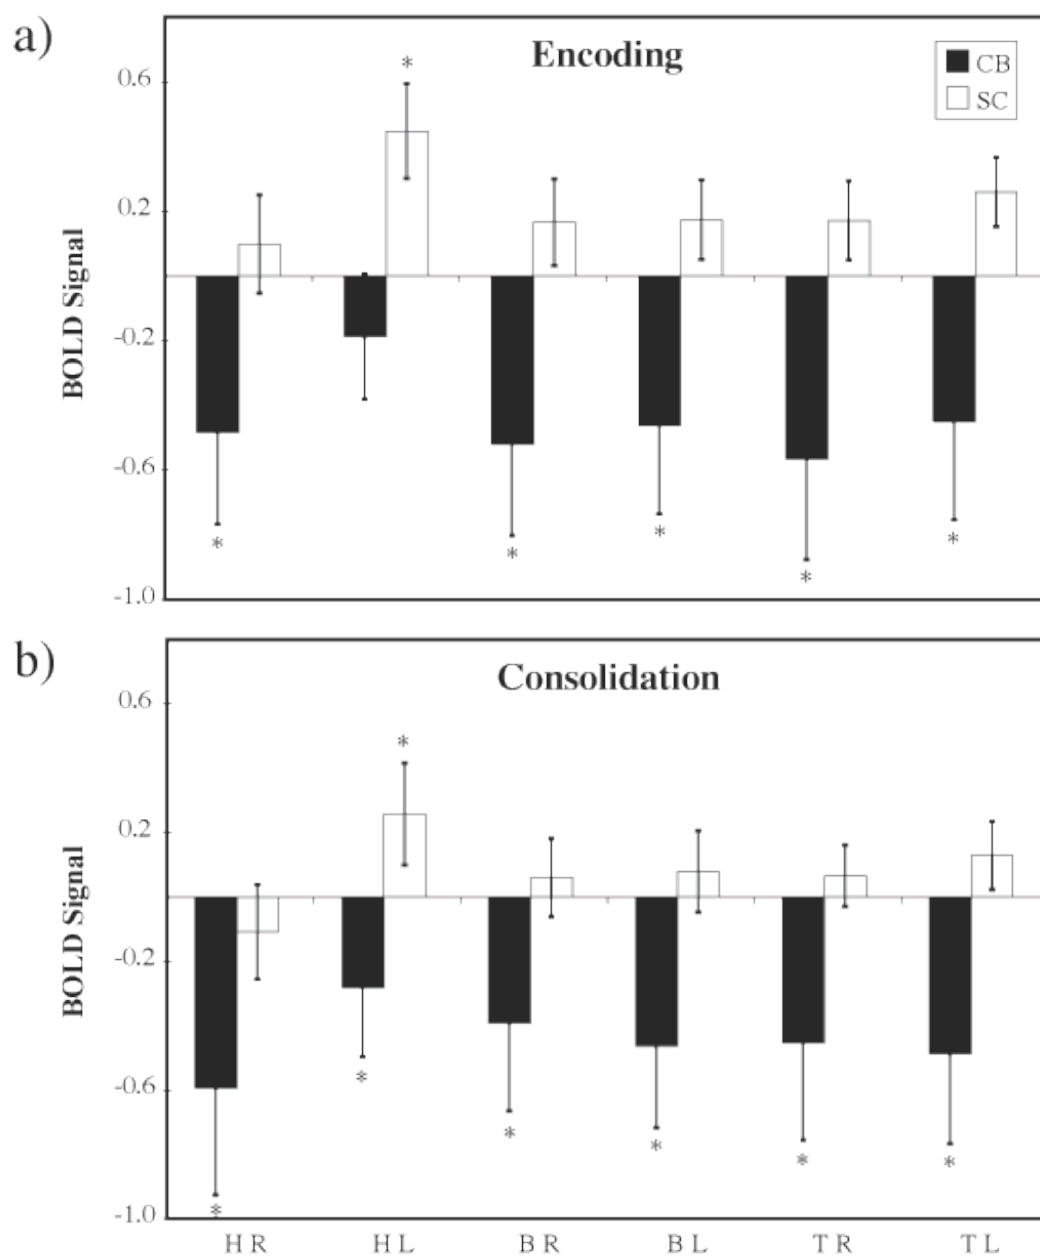 a)
Encoding
CB
SC
0.6
0.2
-0.2
-0.6
-1.0
BOLD Signal
*
*
*
*
*
*
b)
Consolidation
0.6
0.2
-0.2
-0.6
-1.0
BOLD Signal
*
*
*
*
*
*
*
H R
H L
B R
B L
T R
T L